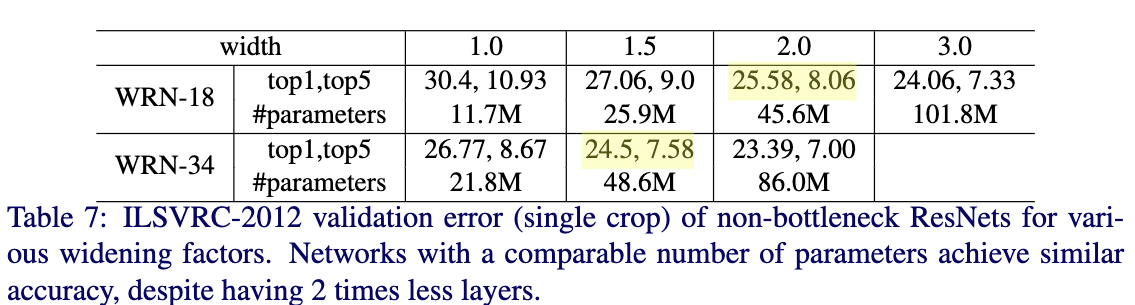 width 1.0 1.5 2.0 3.0
WRN-18 top1,top5 30.4, 10.93 27.06, 9.0 25.58, 8.06 24.06, 7.33
#parameters 11.7M 25.9M 45.6M 101.8M
WRN-34 top1,top5 26.77, 8.67 24.5, 7.58 23.39, 7.00
#parameters 21.8M 48.6M 86.0M
Table 7: ILSVRC-2012 validation error (single crop) of non-bottleneck ResNets for vari-
ous widening factors. Networks with a comparable number of parameters achieve similar
accuracy, despite having 2 times less layers.